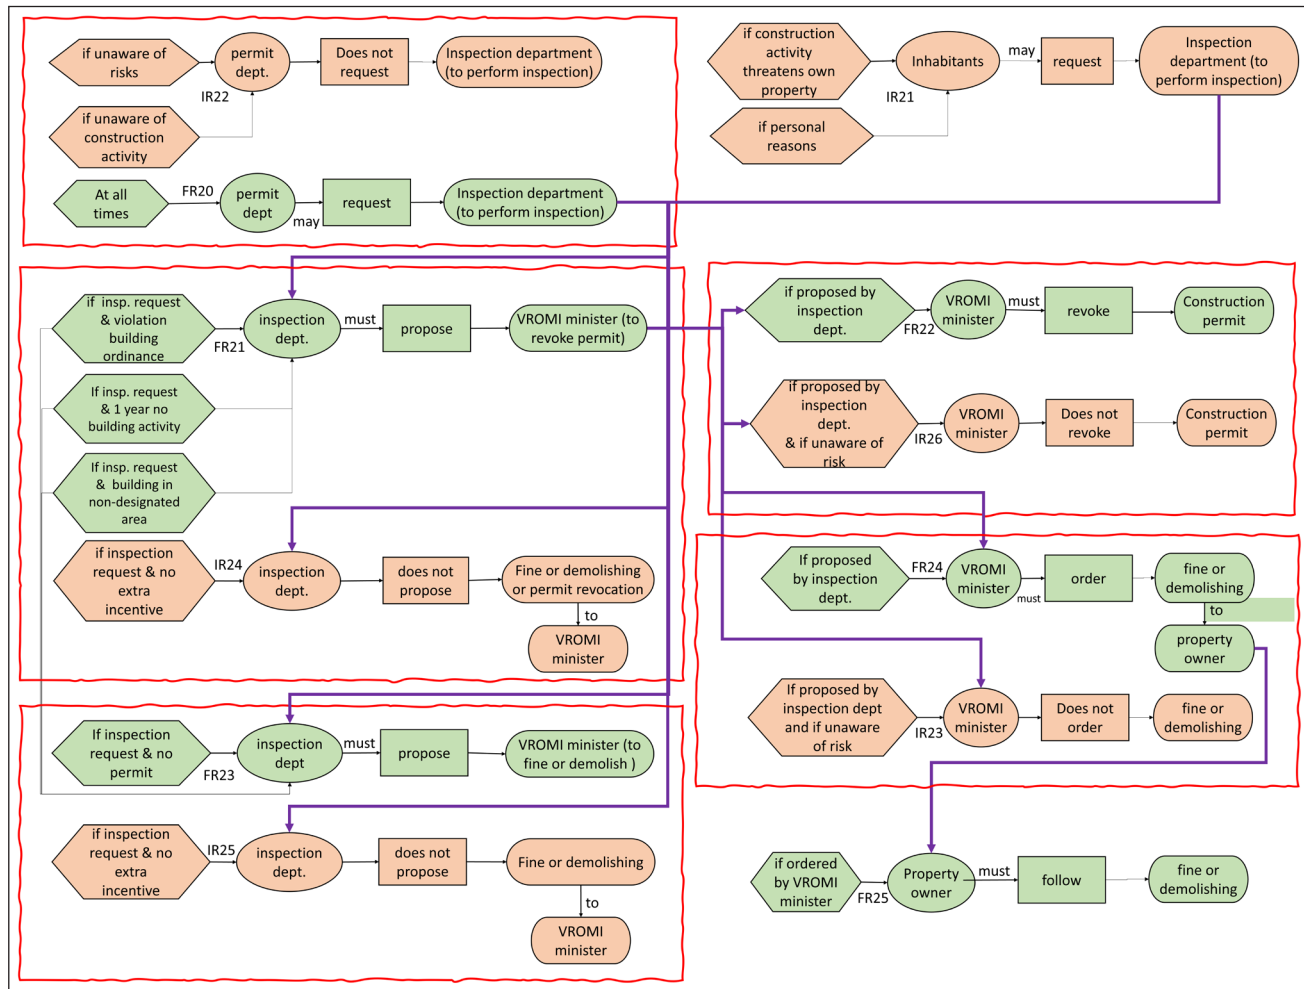 if unaware of
risks
IR22
permit
dept.
Does not
request
Inspection department
(to perform inspection)
if unaware of
construction
activity
At all
times
FR20
permit
dept
may
request
Inspection department
(to perform inspection)
if construction
activity
threatens own
property
IR21
Inhabitants
may
request
Inspection
department (to
perform inspection)
if personal
reasons
if insp. request
& violation
building
ordinance
FR21
inspection
dept.
must
propose
VROMI minister (to
revoke permit)
If insp. request
& 1 year no
building activity
If insp. request
& building in
non-designated
area
if inspection
request & no
extra
incentive
IR24
inspection
dept.
does not
propose
Fine or demolishing
or permit revocation
to
VROMI
minister
if proposed by
inspection
dept.
FR22
VROMI
minister
must
revoke
Construction
permit
if proposed by
inspection
dept.
& if unaware of
risk
IR26
VROMI
minister
Does not
revoke
Construction
permit
If proposed
by inspection
dept.
FR24
VROMI
minister
must
order
fine or
demolishing
to
property
owner
If proposed by
inspection dept
and if unaware
of risk
IR23
VROMI
minister
Does not
order
fine or
demolishing
If inspection
request & no
permit
FR23
inspection
dept
must
propose
VROMI minister (to
fine or demolish )
if inspection
request & no
extra
incentive
IR25
inspection
dept.
does not
propose
Fine or demolishing
to
VROMI
minister
if ordered
by VROMI
minister
FR25
Property
owner
must
follow
fine or
demolishing